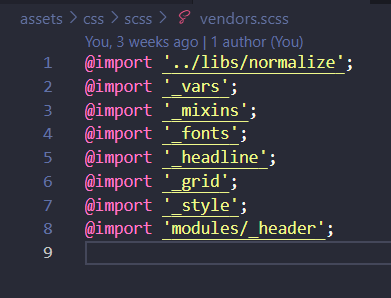 assets > css > scss > vendors.scss
You, 3 weeks ago | 1 author (You)
1 @import '../libs/normalize';
2 @import '_vars';
3 @import '_mixins';
4 @import '_fonts';
5 @import '_headline';
6 @import '_grid';
7 @import '_style';
8 @import 'modules/_header';
9